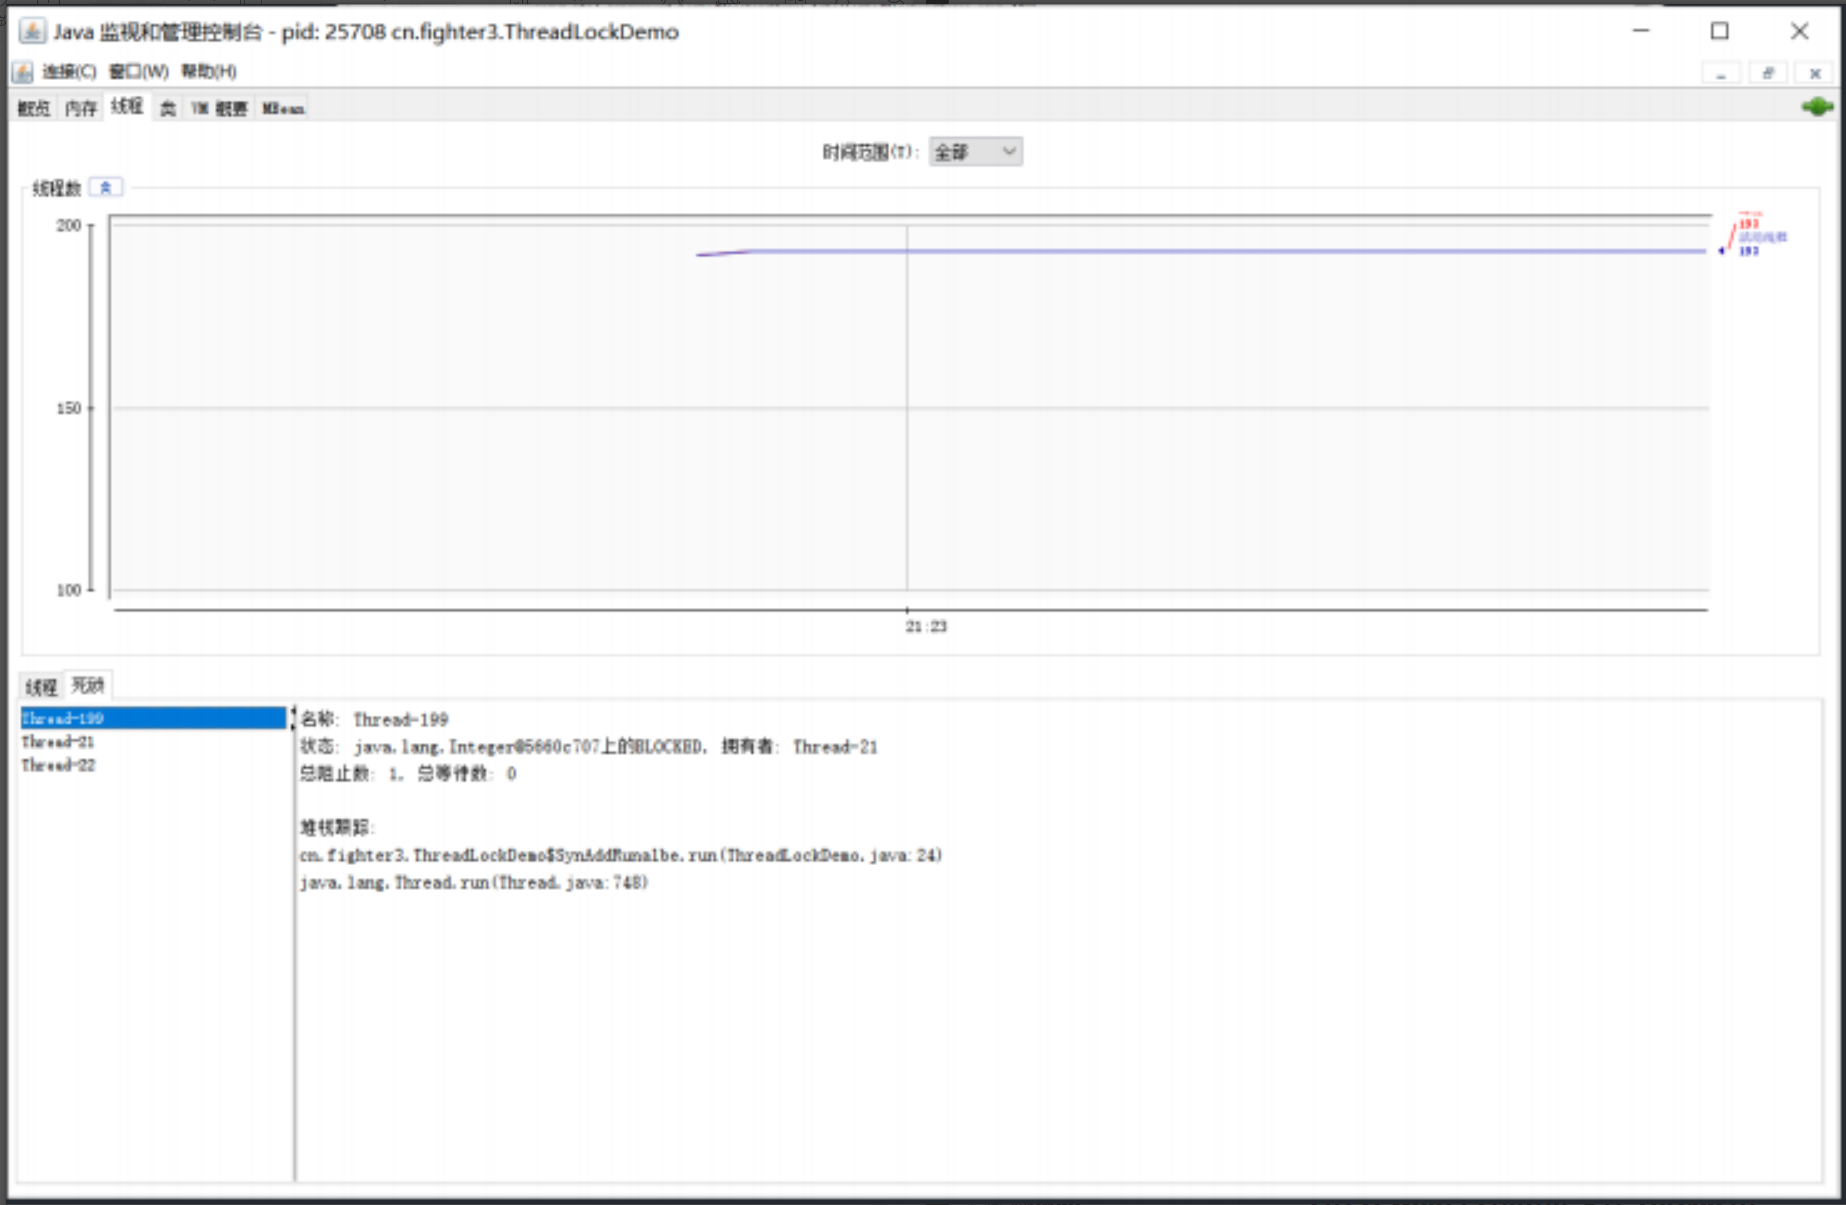 Java 监视和管理控制台 - pid: 25708 cn.fighter3.ThreadLockDemo
连接(C) 窗口(W) 帮助(H)
概览 内存 线程 类 VM 概要 MBean
时间范围(T): 全部
线程数
200
150
100
21:23
193
活动线程
193
线程 死锁
Thread-199
Thread-21
Thread-22
名称: Thread-199
状态: java.lang.Integer@5660c707上的BLOCKED, 拥有者: Thread-21
总阻止数: 1, 总等待数: 0
堆栈跟踪:
cn.fighter3.ThreadLockDemo$SynAddRunalbe.run(ThreadLockDemo.java:24)
java.lang.Thread.run(Thread.java:748)